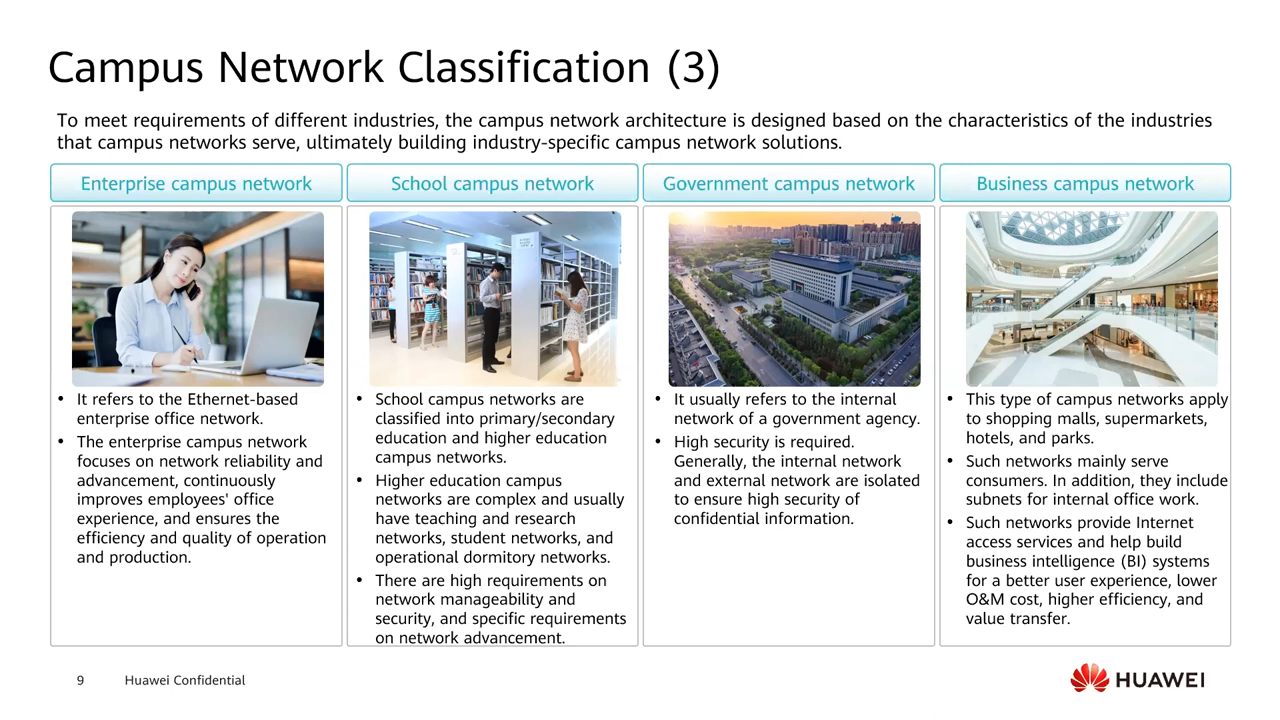 Campus Network Classification (3)
To meet requirements of different industries, the campus network architecture is designed based on the characteristics of the industries
that campus networks serve, ultimately building industry-specific campus network solutions.
Enterprise campus network
• It refers to the Ethernet-based
enterprise office network.
• The enterprise campus network
focuses on network reliability and
advancement, continuously
improves employees' office
experience, and ensures the
efficiency and quality of operation
and production.
School campus network
• School campus networks are
classified into primary/secondary
education and higher education
campus networks.
• Higher education campus
networks are complex and usually
have teaching and research
networks, student networks, and
operational dormitory networks.
• There are high requirements on
network manageability and
security, and specific requirements
on network advancement.
Government campus network
• It usually refers to the internal
network of a government agency.
• High security is required.
Generally, the internal network
and external network are isolated
to ensure high security of
confidential information.
Business campus network
• This type of campus networks apply
to shopping malls, supermarkets,
hotels, and parks.
• Such networks mainly serve
consumers. In addition, they include
subnets for internal office work.
• Such networks provide Internet
access services and help build
business intelligence (BI) systems
for a better user experience, lower
O&M cost, higher efficiency, and
value transfer.
9 Huawei Confidential
HUAWEI